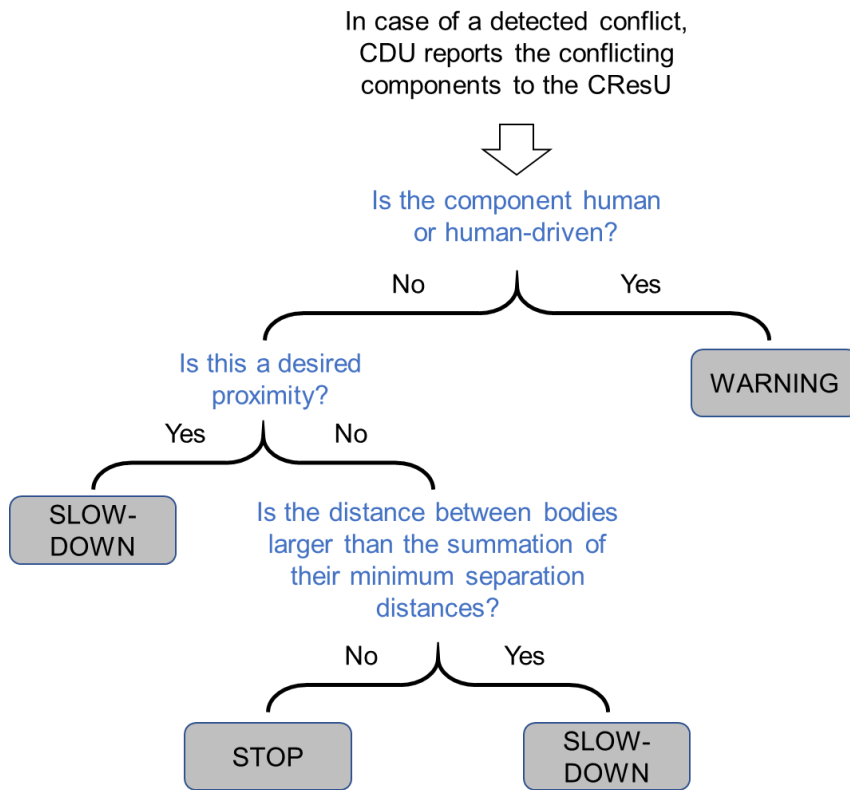 In case of a detected conflict,
CDU reports the conflicting
components to the CResU
Is the component human
or human-driven?
No
Yes
Is this a desired
proximity?
WARNING
Yes
No
SLOW-
DOWN
Is the distance between bodies
larger than the summation of
their minimum separation
distances?
No
Yes
STOP
SLOW-
DOWN